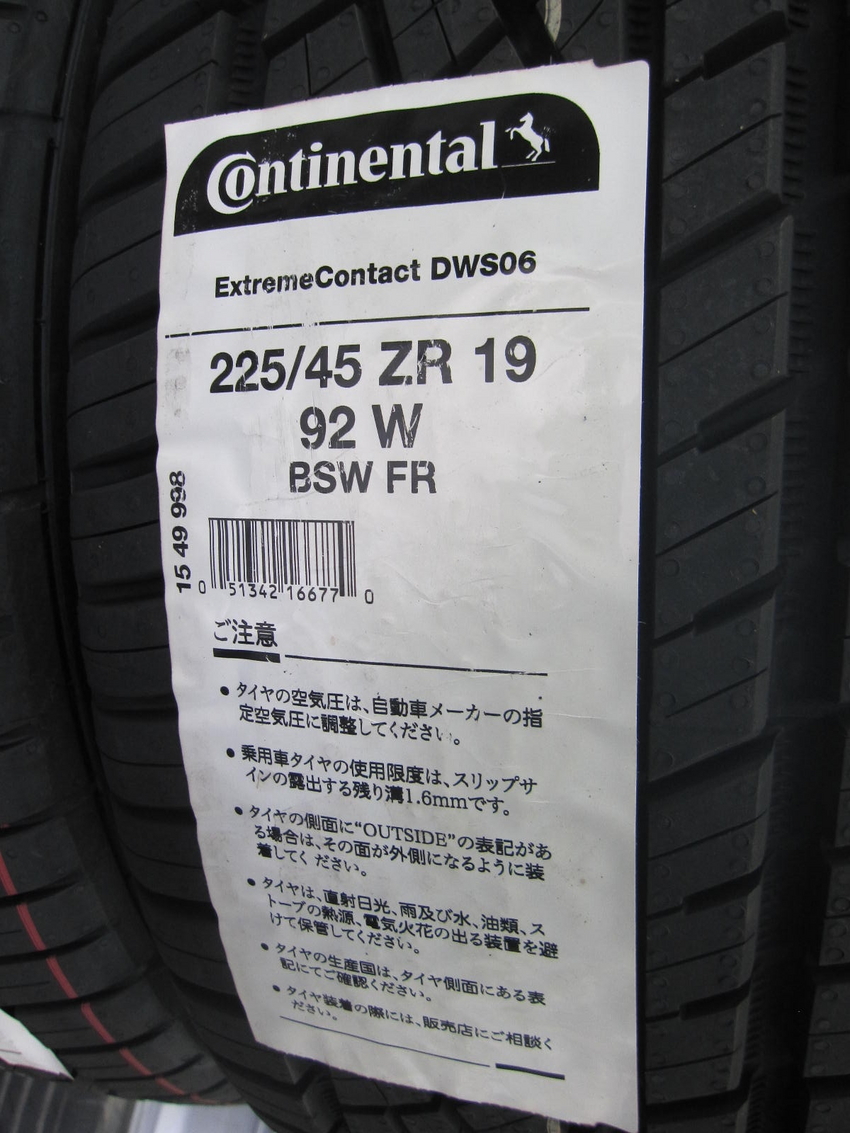 Continental
ExtremeContact DWS06
225/45 ZR 19
92 W
BSW FR
15 49 998
0 51342 16677 0
ご注意
• タイヤの空気圧は、自動車メーカーの指
定空気圧に調整してください。
• 乗用車タイヤの使用限度は、スリップサ
インの露出する残り溝1.6mmです。
• タイヤの側面に“OUTSIDE”の表記があ
る場合は、その面が外側になるように装
着してください。
• タイヤは、直射日光、雨及び水、油類、ス
トーブの熱源、電気火花の出る装置を避
けて保管してください。
• タイヤの生産国は、タイヤ側面にある表
記にてご確認ください。
• タイヤ装着の際には、販売店にご相談く
ださい。